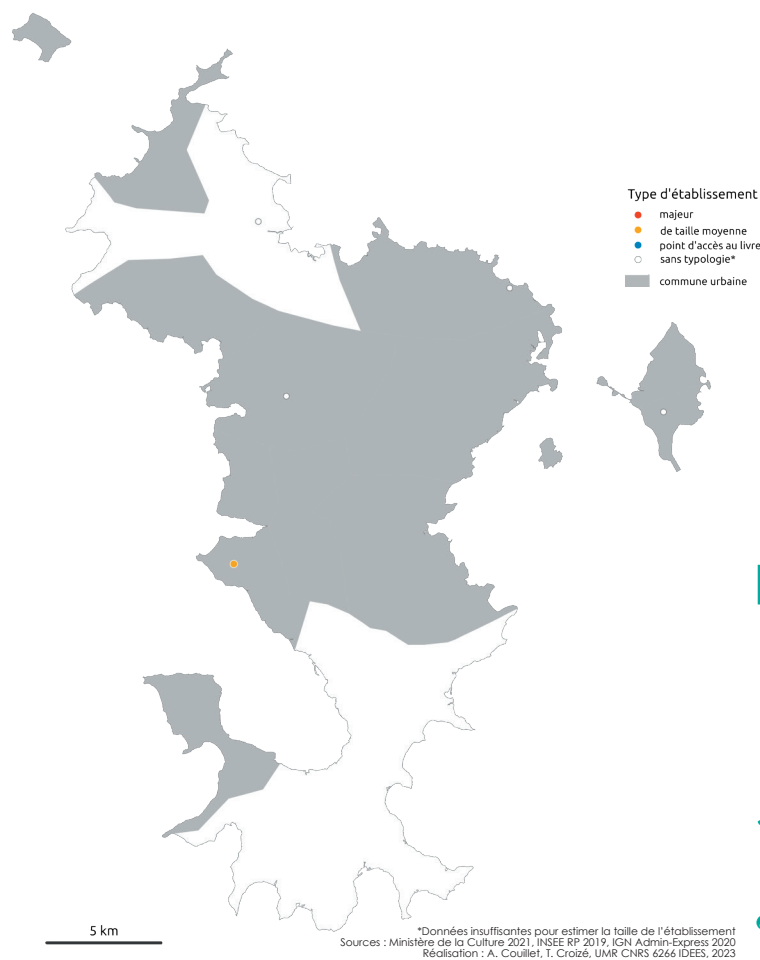 Type d'établissement
majeur
de taille moyenne
point d'accès au livre
sans typologie*
commune urbaine
5 km
*Données insuffisantes pour estimer la taille de l'établissement
Sources : Ministère de la Culture 2021, INSEE RP 2019, IGN Admin-Express 2020
Réalisation : A. Couillet, T. Croizé, UMR CNRS 6266 IDEES, 2023